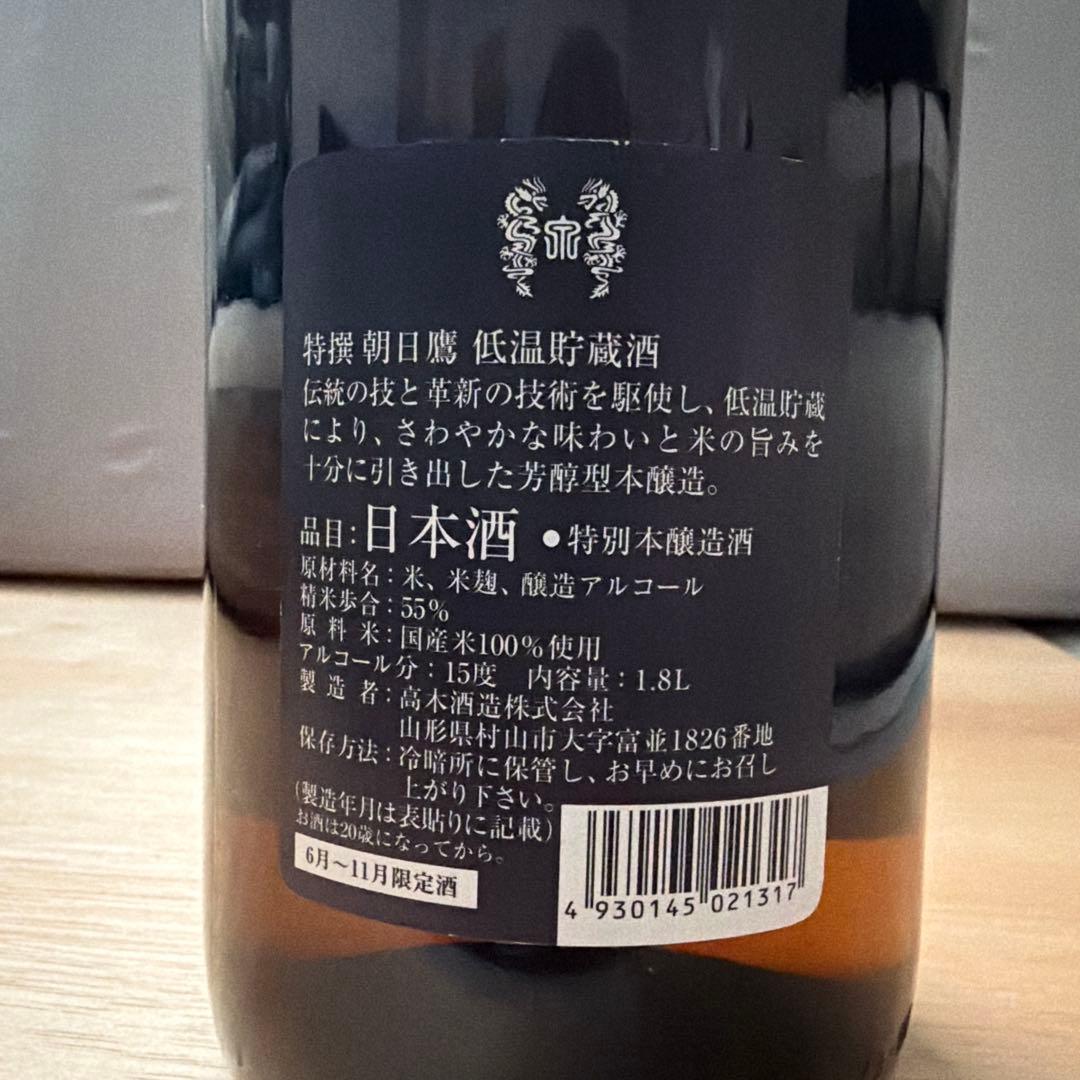 特撰 朝日鷹 低温貯蔵酒
伝統の技と革新の技術を駆使し、低温貯蔵
により、さわやかな味わいと米の旨みを
十分に引き出した芳醇型本醸造。
品目:日本酒 ●特別本醸造酒
原材料名:米、米麹、醸造アルコール
精米歩合:55%
原料米:国産米100%使用
アルコール分:15度 内容量:1.8L
製造者:高木酒造株式会社
山形県村山市大字富並1826番地
保存方法:冷暗所に保管し、お早めにお召し
上がり下さい。
(製造年月は表貼りに記載)
お酒は20歳になってから。
6月〜11月限定酒
4 930145 021317